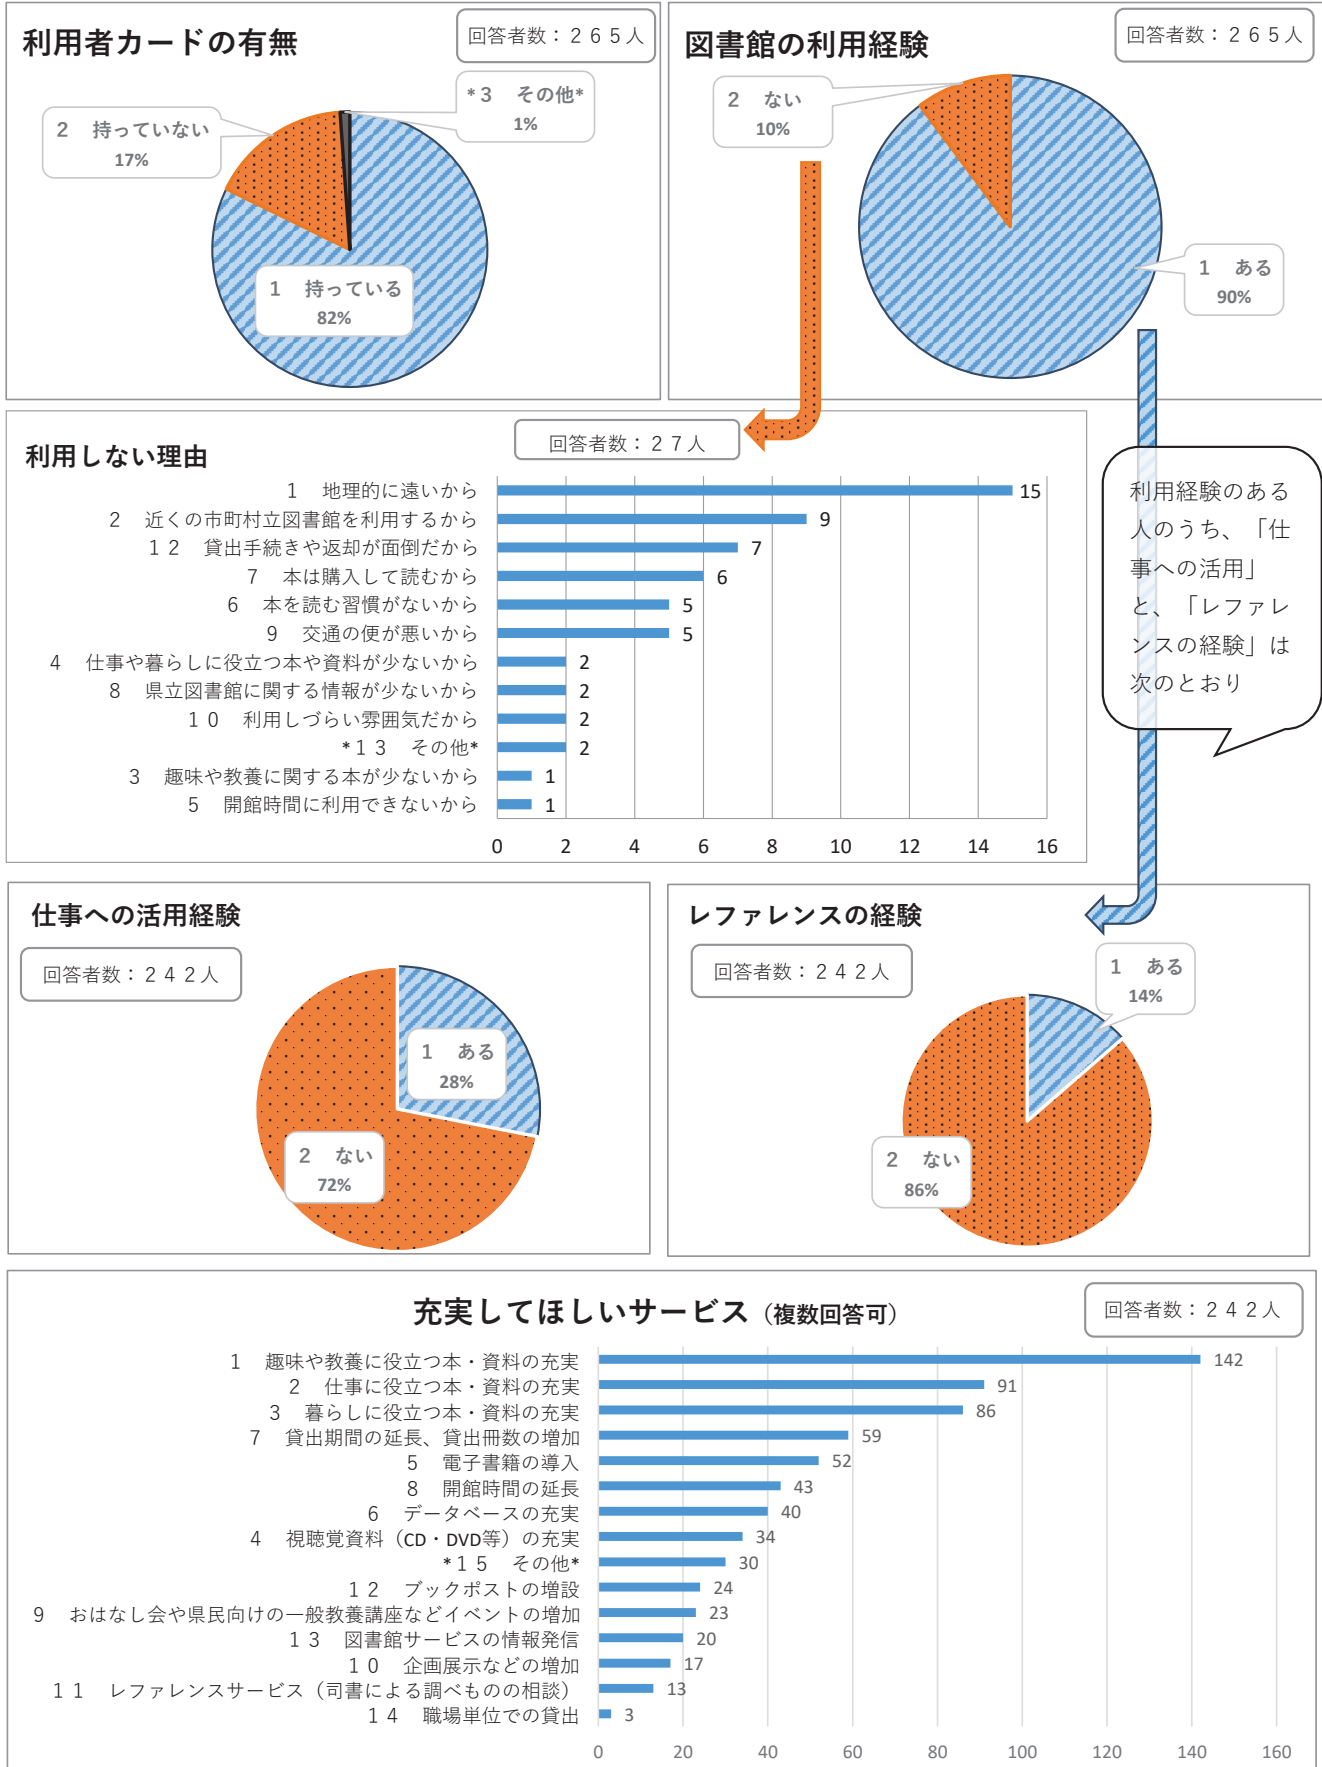 利用者カードの有無
回答者数：２６５人
*３　その他*
1%
２　持っていない
17%
１　持っている
82%
図書館の利用経験
回答者数：２６５人
２　ない
10%
１　ある
90%
利用しない理由
回答者数：２７人
１　地理的に遠いから 15
２　近くの市町村立図書館を利用するから 9
１２　貸出手続きや返却が面倒だから 7
７　本は購入して読むから 6
６　本を読む習慣がないから 5
９　交通の便が悪いから 5
４　仕事や暮らしに役立つ本や資料が少ないから 2
８　県立図書館に関する情報が少ないから 2
１０　利用しづらい雰囲気だから 2
*１３　その他* 2
３　趣味や教養に関する本が少ないから 1
５　開館時間に利用できないから 1
0 2 4 6 8 10 12 14 16
利用経験のある
人のうち、「仕
事への活用」
と、「レファレ
ンスの経験」は
次のとおり
仕事への活用経験
回答者数：２４２人
１　ある
28%
２　ない
72%
レファレンスの経験
回答者数：２４２人
１　ある
14%
２　ない
86%
充実してほしいサービス（複数回答可）
回答者数：２４２人
１　趣味や教養に役立つ本・資料の充実 142
２　仕事に役立つ本・資料の充実 91
３　暮らしに役立つ本・資料の充実 86
７　貸出期間の延長、貸出冊数の増加 59
５　電子書籍の導入 52
８　開館時間の延長 43
６　データベースの充実 40
４　視聴覚資料（CD・DVD等）の充実 34
*１５　その他* 30
１２　ブックポストの増設 24
９　おはなし会や県民向けの一般教養講座などイベントの増加 23
１３　図書館サービスの情報発信 20
１０　企画展示などの増加 17
１１　レファレンスサービス（司書による調べものの相談） 13
１４　職場単位での貸出 3
0 20 40 60 80 100 120 140 160